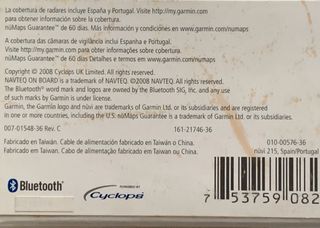 La cobertura de radares incluye España y Portugal. Visite http://my.garmin.com
para obtener información sobre cobertura.
nüMaps Guarantee™ de 60 días. Más información en www.garmin.com/numaps
A cobertura das câmaras de vigilância inclui Espanha e Portugal.
Visite http://my.garmin.com para obter informações sobre cobertura.
nüMaps Guarantee™ de 60 dias Detalhes e termos em www.garmin.com/numaps
Copyright © 2008 Cyclops UK Limited. All rights reserved.
NAVTEQ ON BOARD is a trademark of NAVTEQ. ©2008 NAVTEQ. All rights reserved.
The Bluetooth® word mark and logos are owned by the Bluetooth SIG, Inc. and any use
of such marks by Garmin is under license.
Garmin, the Garmin logo and nüvi are trademarks of Garmin Ltd. or its subsidiaries and are registered
in one or more countries, including the U.S. nüMaps Guarantee is a trademark of Garmin Ltd. or its subsidiaries.
007-01548-36 Rev. C 161-21746-36
Fabricado en Taiwán. Cable de alimentación fabricado en Taiwán o China. 010-00576-36
Fabricado em Taiwan. Cabo de alimentação fabricado em Taiwan ou China. nüvi 215, Spain/Portugal
Bluetooth® POWERED BY Cyclops
7 53759 082